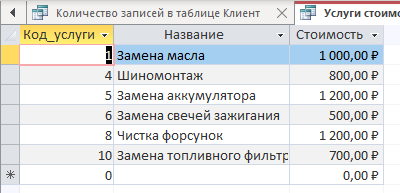 Количество записей в таблице Клиент Услуги стоимо
Код_услуги Название Стоимость
1 Замена масла 1 000,00 ₽
4 Шиномонтаж 800,00 ₽
5 Замена аккумулятора 1 200,00 ₽
6 Замена свечей зажигания 500,00 ₽
8 Чистка форсунок 1 200,00 ₽
10 Замена топливного фильтр 700,00 ₽
* 0 0,00 ₽